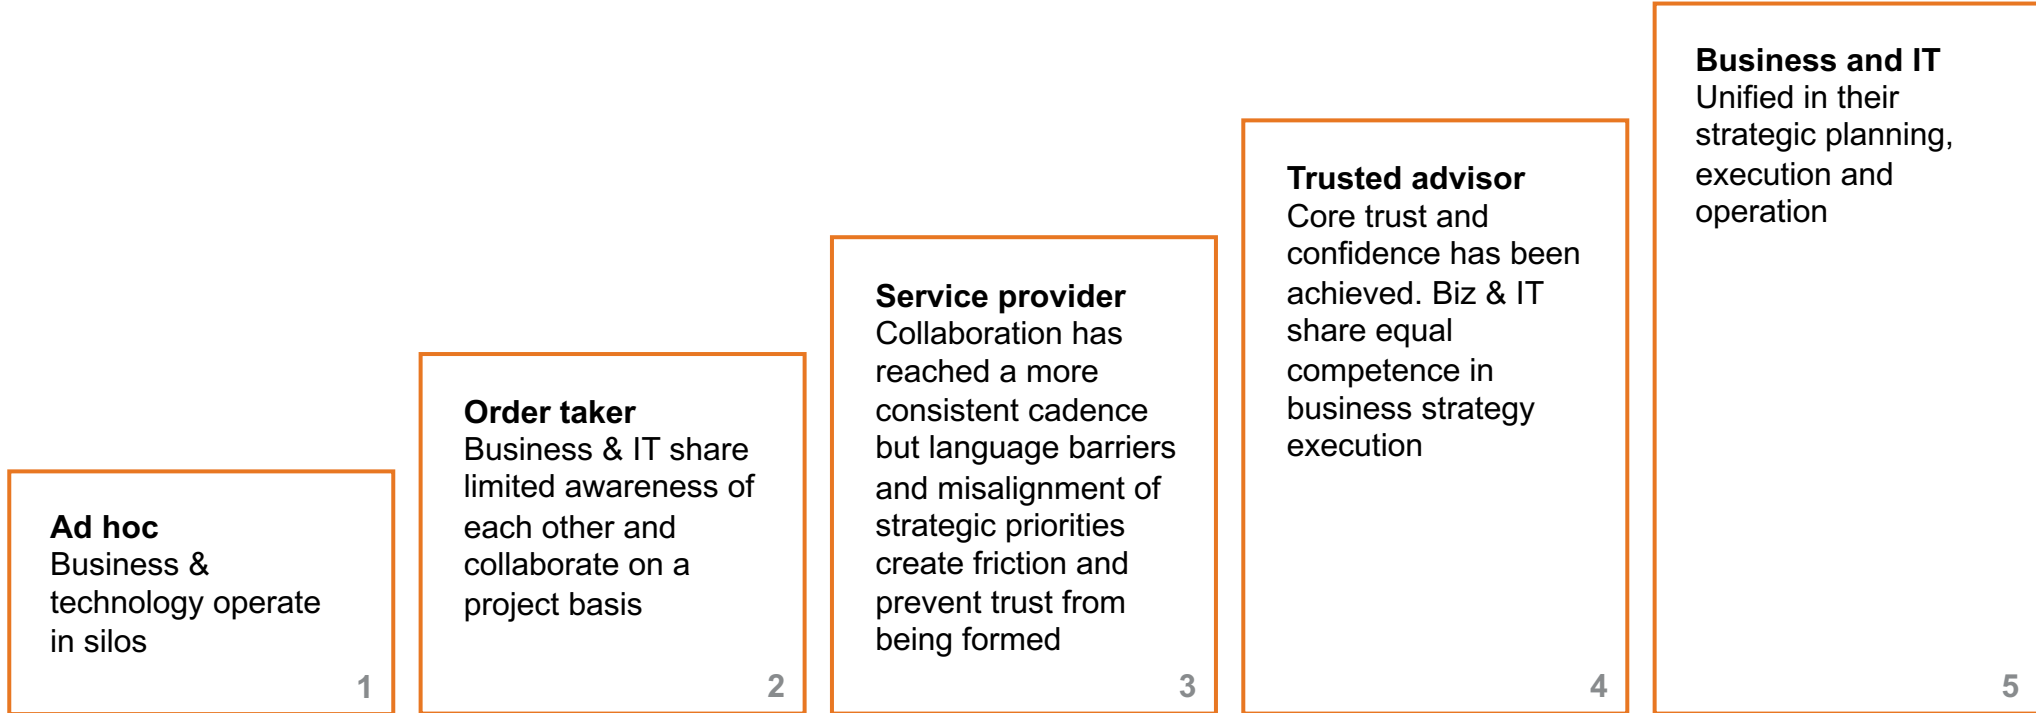 Ad hoc
Business &
technology operate
in silos
1
Order taker
Business & IT share
limited awareness of
each other and
collaborate on a
project basis
2
Service provider
Collaboration has
reached a more
consistent cadence
but language barriers
and misalignment of
strategic priorities
create friction and
prevent trust from
being formed
3
Trusted advisor
Core trust and
confidence has been
achieved. Biz & IT
share equal
competence in
business strategy
execution
4
Business and IT
Unified in their
strategic planning,
execution and
operation
5